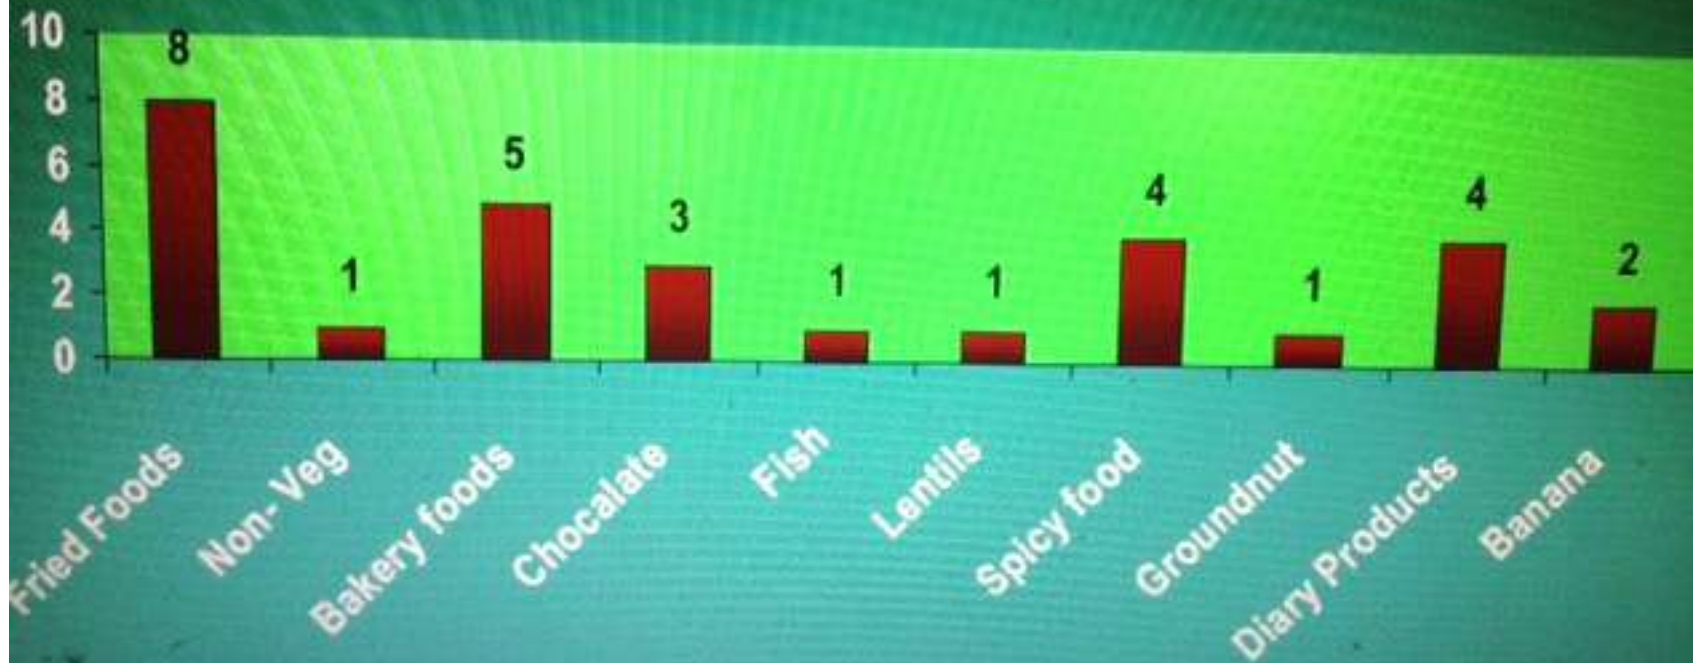 10
8
6
4
2
0
8
1
5
3
1
1
4
1
4
2
Fried Foods
Non- Veg
Bakery foods
Chocalate
Fish
Lentils
Spicy food
Groundnut
Diary Products
Banana